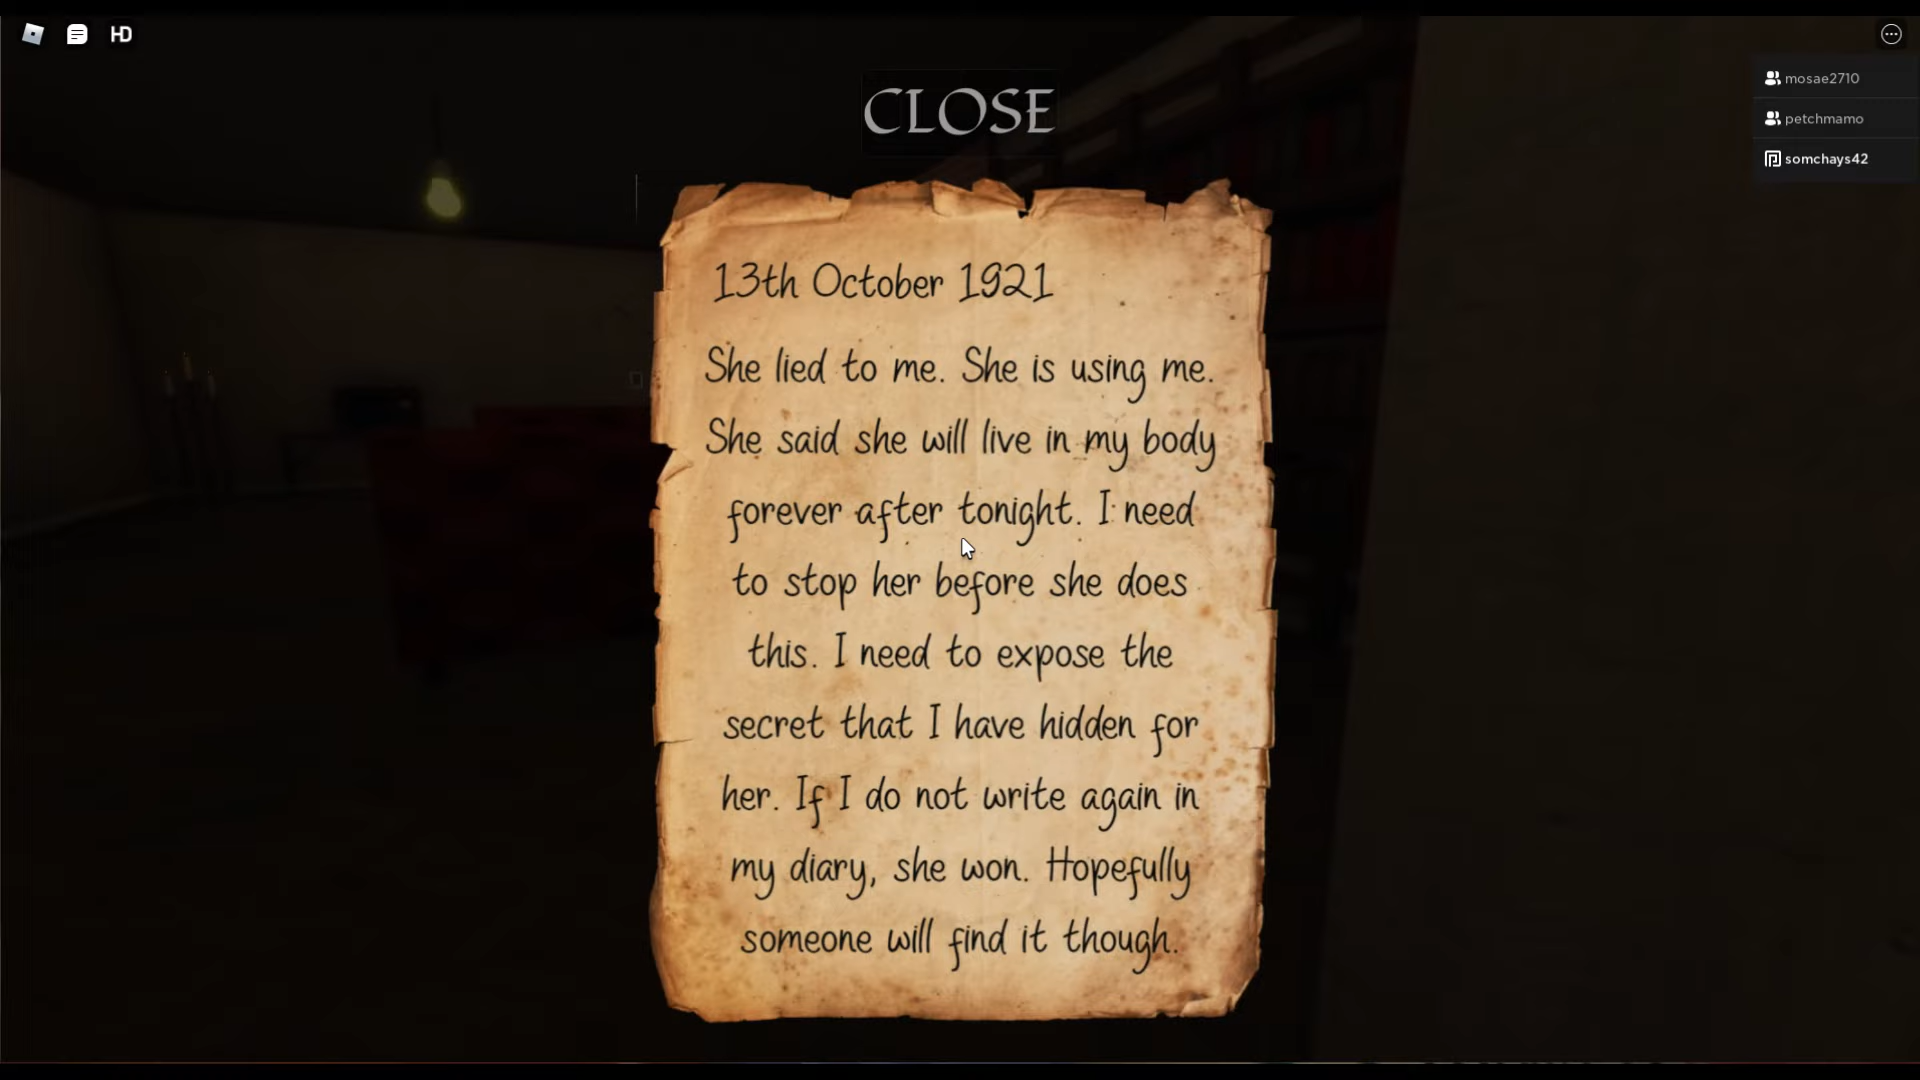 HD
CLOSE
mosae2710
petchmamo
somchays42
13th October 1921
She lied to me. She is using me.
She said she will live in my body
forever after tonight. I need
to stop her before she does
this. I need to expose the
secret that I have hidden for
her. If I do not write again in
my diary, she won. Hopefully
someone will find it though.